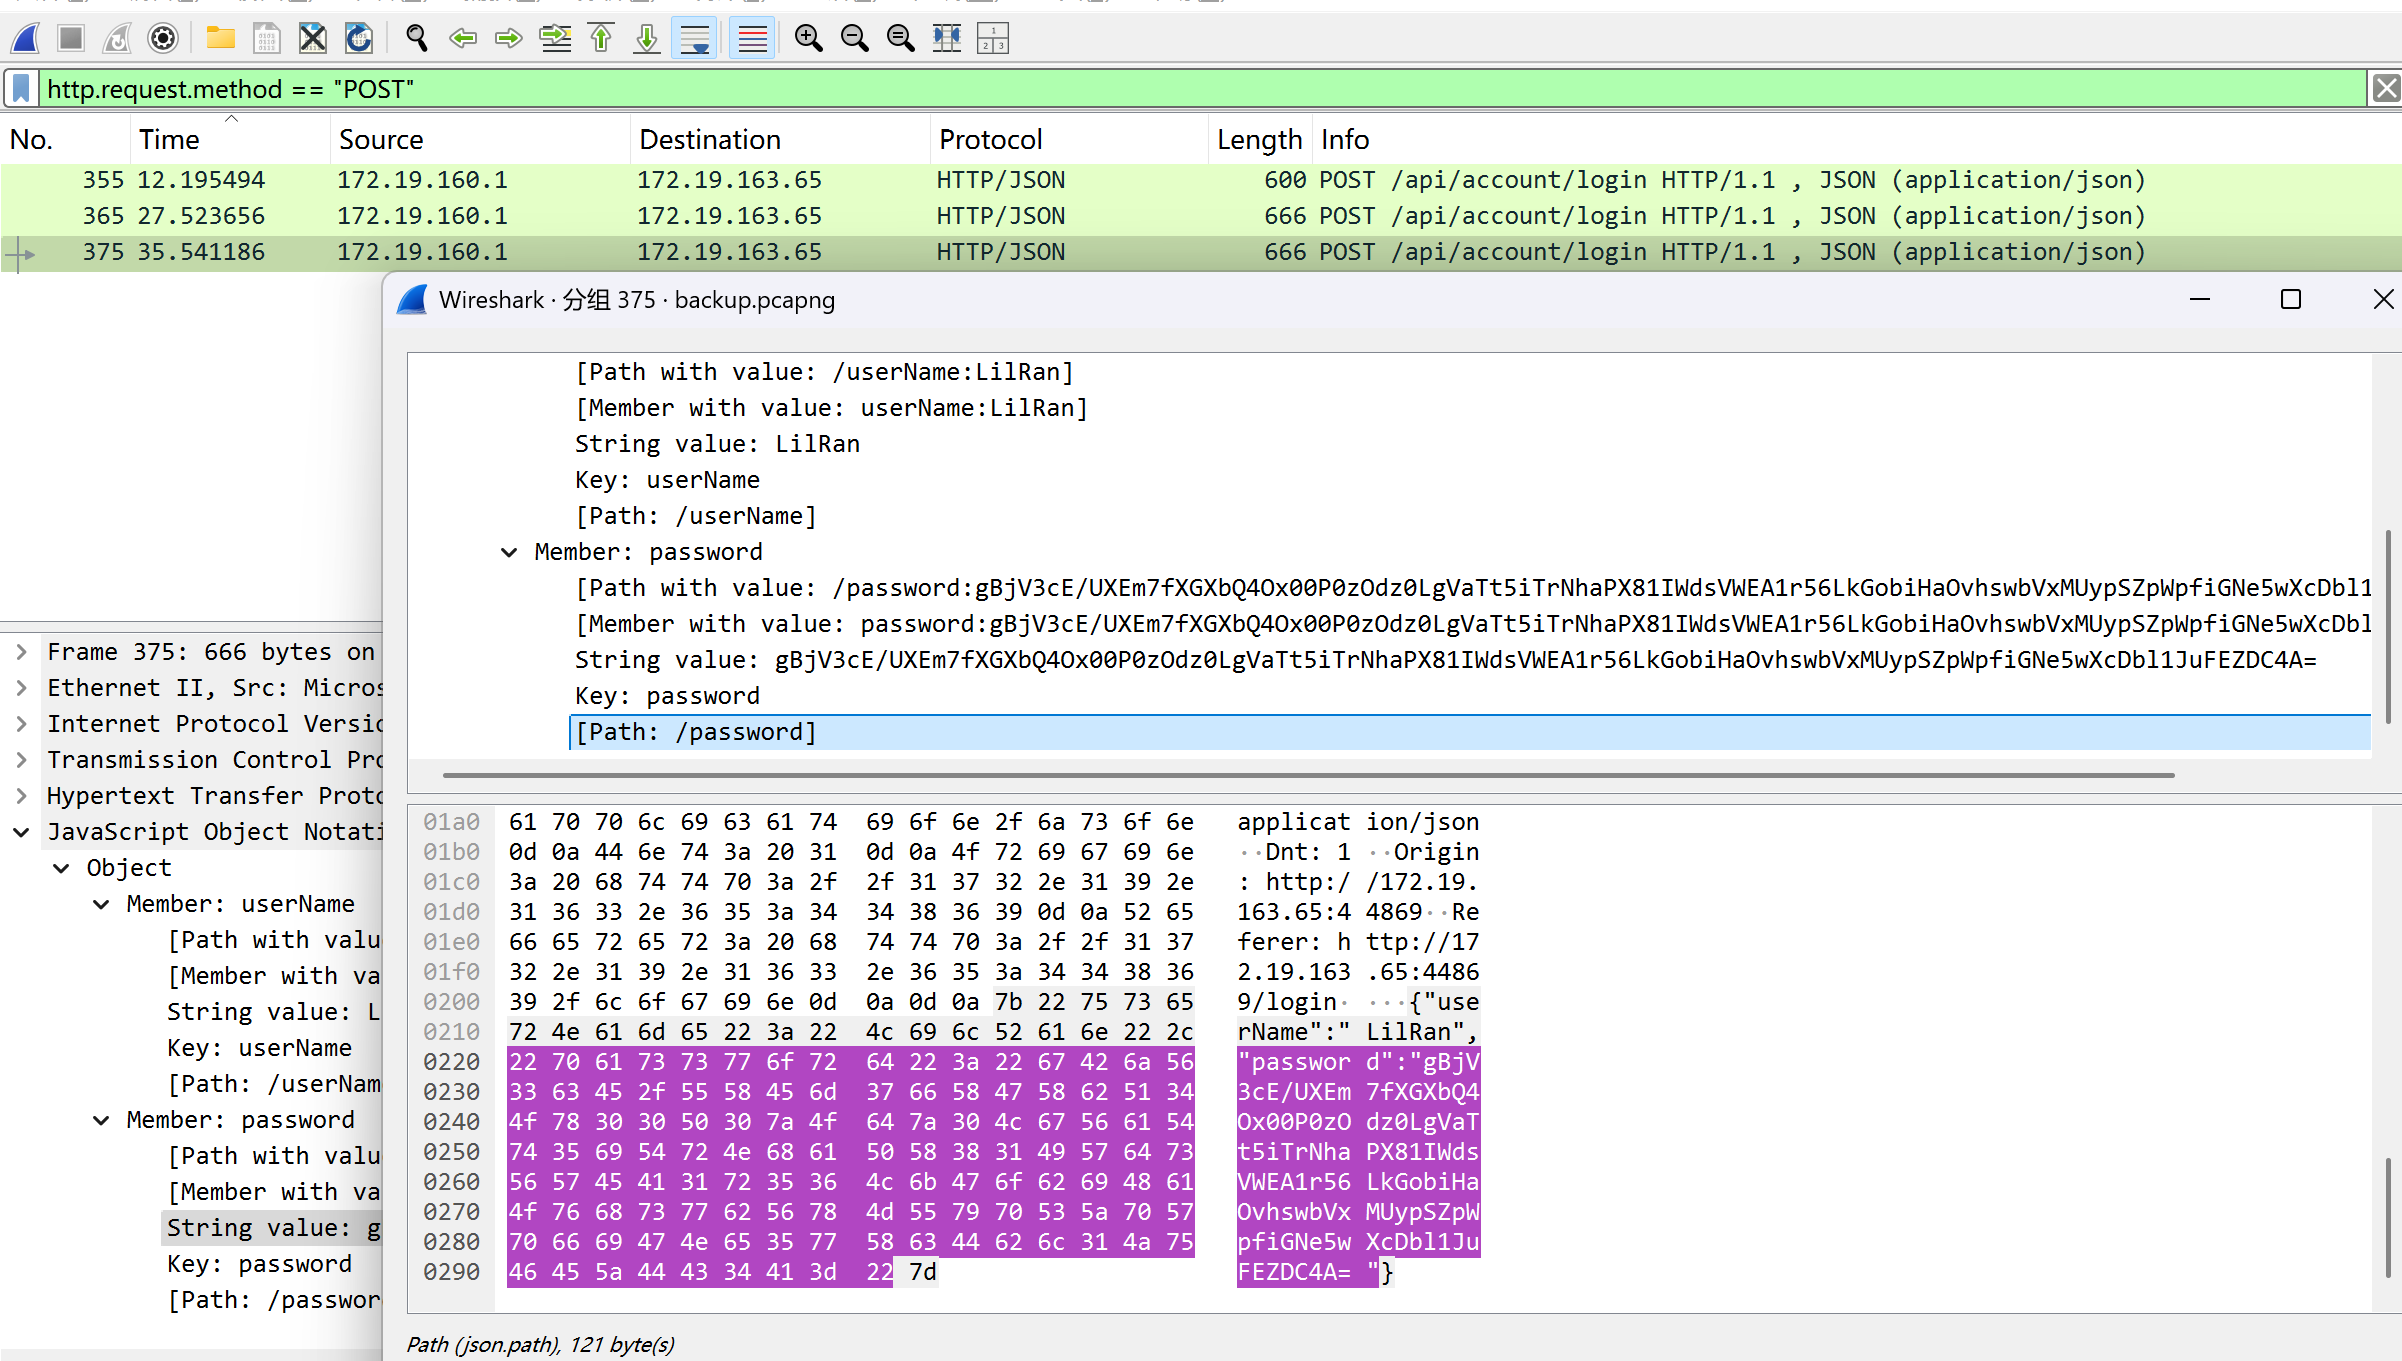 http.request.method == "POST"
No. Time Source Destination Protocol Length Info
355 12.195494 172.19.160.1 172.19.163.65 HTTP/JSON 600 POST /api/account/login HTTP/1.1 , JSON (application/json)
365 27.523656 172.19.160.1 172.19.163.65 HTTP/JSON 666 POST /api/account/login HTTP/1.1 , JSON (application/json)
375 35.541186 172.19.160.1 172.19.163.65 HTTP/JSON 666 POST /api/account/login HTTP/1.1 , JSON (application/json)
Wireshark · 分组 375 · backup.pcapng
[Path with value: /userName:LilRan]
[Member with value: userName:LilRan]
String value: LilRan
Key: userName
[Path: /userName]
Member: password
[Path with value: /password:gBjV3cE/UXEm7fXGXbQ4Ox00P0zOdz0LgVaTt5iTrNhaPX81IWdsVWEA1r56LkGobiHaOvhswbVxMUypSZpWpfiGNe5wXcDbl1
[Member with value: password:gBjV3cE/UXEm7fXGXbQ4Ox00P0zOdz0LgVaTt5iTrNhaPX81IWdsVWEA1r56LkGobiHaOvhswbVxMUypSZpWpfiGNe5wXcDbl
String value: gBjV3cE/UXEm7fXGXbQ4Ox00P0zOdz0LgVaTt5iTrNhaPX81IWdsVWEA1r56LkGobiHaOvhswbVxMUypSZpWpfiGNe5wXcDbl1JuFEZDC4A=
Key: password
[Path: /password]
Frame 375: 666 bytes on
Ethernet II, Src: Micros
Internet Protocol Versio
Transmission Control Pro
Hypertext Transfer Proto
JavaScript Object Notati
Object
Member: userName
[Path with valu
[Member with va
String value: L
Key: userName
[Path: /userNam
Member: password
[Path with valu
[Member with va
String value: g
Key: password
[Path: /passwor
01a0 61 70 70 6c 69 63 61 74 69 6f 6e 2f 6a 73 6f 6e applicat ion/json
01b0 0d 0a 44 6e 74 3a 20 31 0d 0a 4f 72 69 67 69 6e ··Dnt: 1 ··Origin
01c0 3a 20 68 74 74 70 3a 2f 2f 31 37 32 2e 31 39 2e : http:/ /172.19.
01d0 31 36 33 2e 36 35 3a 34 34 38 36 39 0d 0a 52 65 163.65:4 4869··Re
01e0 66 65 72 65 72 3a 20 68 74 74 70 3a 2f 2f 31 37 ferer: h ttp://17
01f0 32 2e 31 39 2e 31 36 33 2e 36 35 3a 34 34 38 36 2.19.163 .65:4486
0200 39 2f 6c 6f 67 69 6e 0d 0a 0d 0a 7b 22 75 73 65 9/login· ···{"use
0210 72 4e 61 6d 65 22 3a 22 4c 69 6c 52 61 6e 22 2c rName":" LilRan",
0220 22 70 61 73 73 77 6f 72 64 22 3a 22 67 42 6a 56 "passwor d":"gBjV
0230 33 63 45 2f 55 58 45 6d 37 66 58 47 58 62 51 34 3cE/UXEm 7fXGXbQ4
0240 4f 78 30 30 50 30 7a 4f 64 7a 30 4c 67 56 61 54 Ox00P0zO dz0LgVaT
0250 74 35 69 54 72 4e 68 61 50 58 38 31 49 57 64 73 t5iTrNha PX81IWds
0260 56 57 45 41 31 72 35 36 4c 6b 47 6f 62 69 48 61 VWEA1r56 LkGobiHa
0270 4f 76 68 73 77 62 56 78 4d 55 79 70 53 5a 70 57 OvhswbVx MUypSZpW
0280 70 66 69 47 4e 65 35 77 58 63 44 62 6c 31 4a 75 pfiGNe5w XcDbl1Ju
0290 46 45 5a 44 43 34 41 3d 22 7d FEZDC4A= "}
Path (json.path), 121 byte(s)